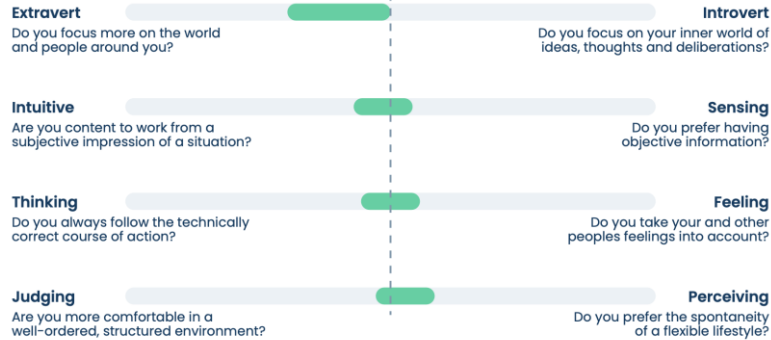 Extravert
Introvert
Do you focus more on the world
and people around you?
Do you focus on your inner world of
ideas, thoughts and deliberations?
Intuitive
Sensing
Are you content to work from a
subjective impression of a situation?
Do you prefer having
objective information?
Thinking
Feeling
Do you always follow the technically
correct course of action?
Do you take your and other
peoples feelings into account?
Judging
Perceiving
Are you more comfortable in a
well-ordered, structured environment?
Do you prefer the spontaneity
of a flexible lifestyle?